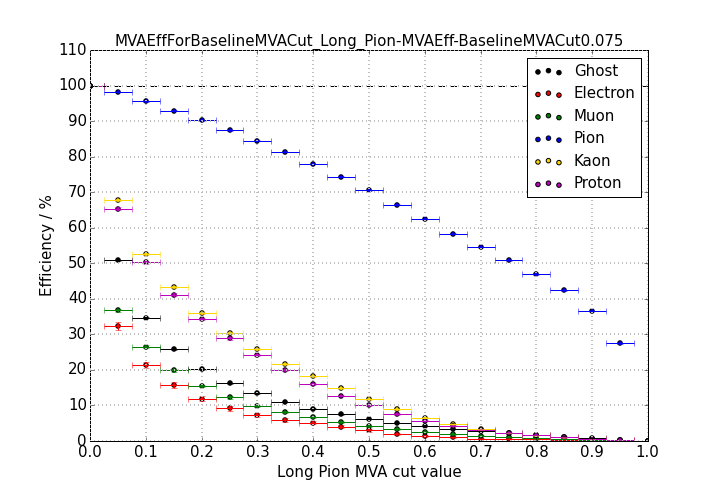 MVAEffForBaselineMVACut_Long_Pion-MVAEff-BaselineMVACut0.075
110
100
90
80
70
60
50
40
30
20
10
0
Efficiency / %
Ghost
Electron
Muon
Pion
Kaon
Proton
0.0 0.1 0.2 0.3 0.4 0.5 0.6 0.7 0.8 0.9 1.0
Long Pion MVA cut value